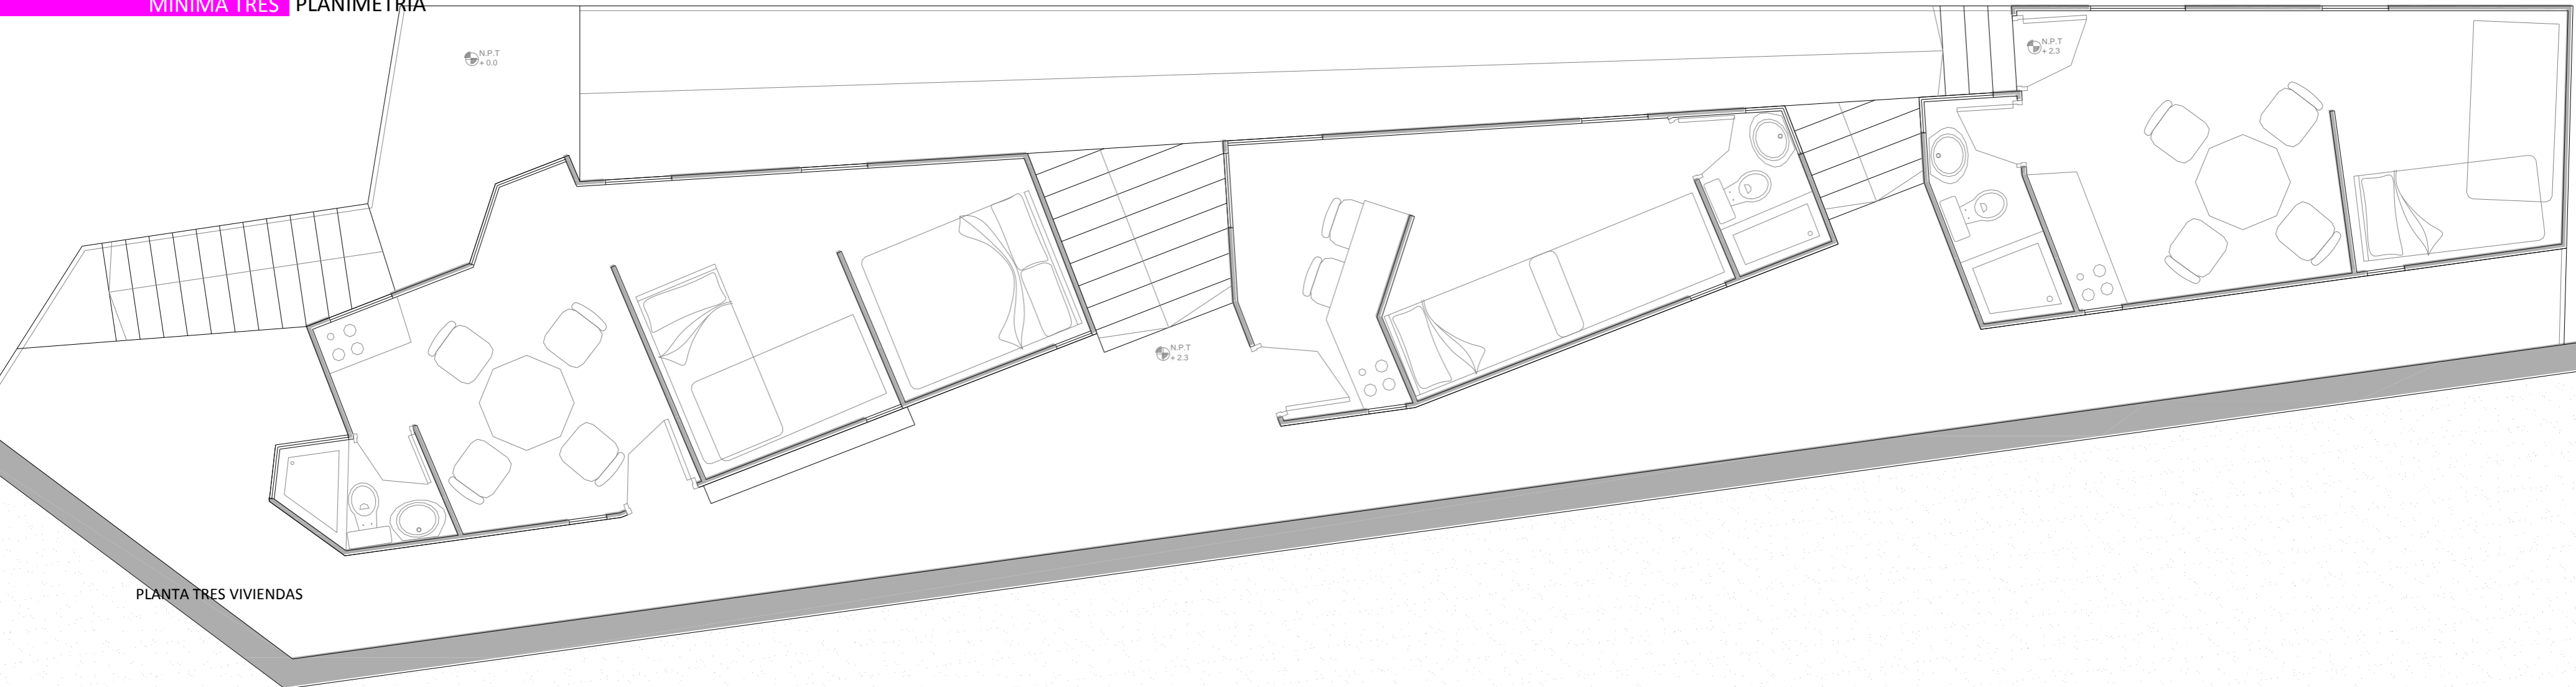 MINIMA TRES PLANIMETRIA
N.P.T
+ 0.0
N.P.T
+ 2.3
N.P.T
+ 2.3
PLANTA TRES VIVIENDAS